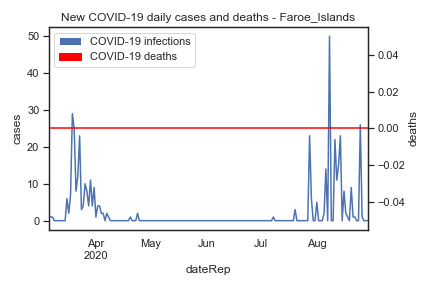 New COVID-19 daily cases and deaths - Faroe_Islands
COVID-19 infections
COVID-19 deaths
50
40
30
20
10
0
cases
0.04
0.02
0.00
−0.02
−0.04
deaths
Apr
2020
May
Jun
Jul
Aug
dateRep